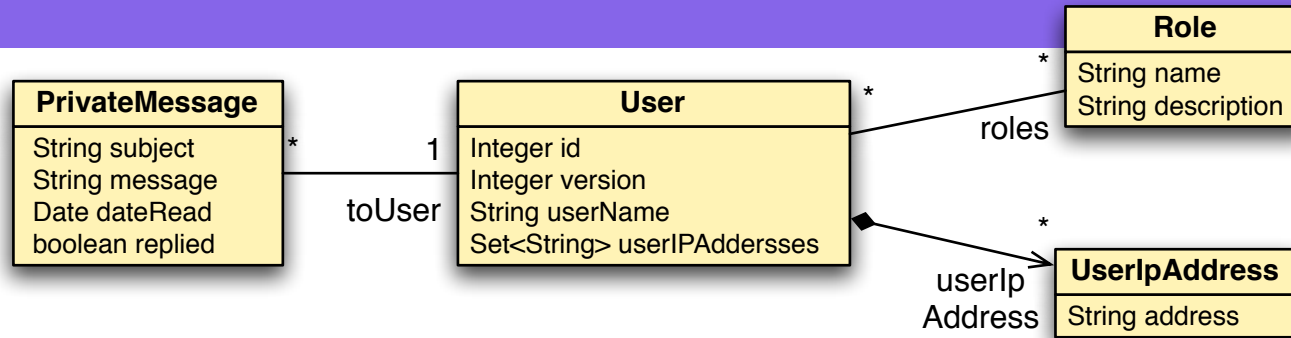 PrivateMessage
String subject
String message
Date dateRead
boolean replied
*
1
toUser
User
Integer id
Integer version
String userName
Set<String> userIPAddersses
*
*
roles
Role
String name
String description
*
userIp
Address
UserIpAddress
String address